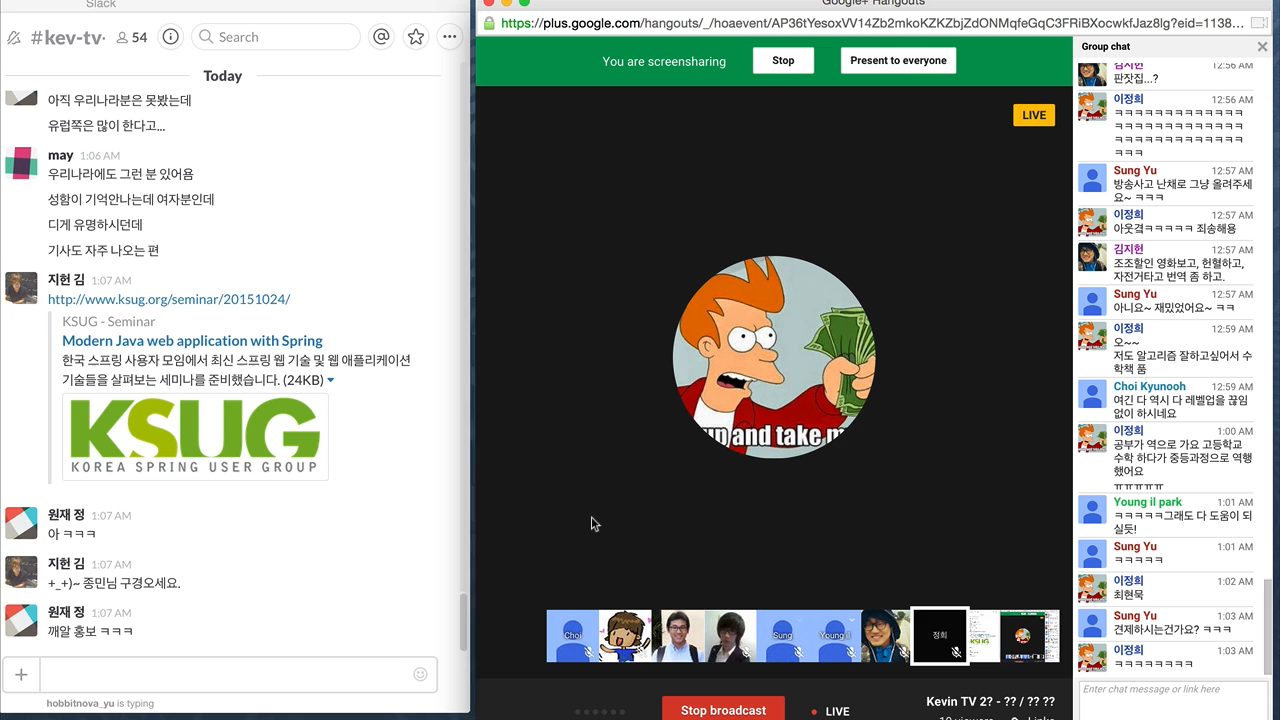 Slack
#kev-tv
54
Search
Today
아직 우리나라분은 못봤는데
유럽쪽은 많이 한다고...
may 1:06 AM
우리나라에도 그런 분 있어욤
성함이 기억안나는데 여자분인데
디게 유명하시던데
기사도 자주 나오는 편
지헌 김 1:07 AM
http://www.ksug.org/seminar/20151024/
KSUG - Seminar
Modern Java web application with Spring
한국 스프링 사용자 모임에서 최신 스프링 웹 기술 및 웹 애플리케이션
기술들을 살펴보는 세미나를 준비했습니다. (24KB)
KSUG
KOREA SPRING USER GROUP
원재 정 1:07 AM
아 ㅋㅋㅋ
지헌 김 1:07 AM
+_+)~ 종민님 구경오세요.
원재 정 1:07 AM
깨알 홍보 ㅋㅋㅋ
hobbitnova_yu is typing
Google+ Hangouts
https://plus.google.com/hangouts/_/hoaevent/AP36tYesoxVV14Zb2mkoKZKZbjZdONMqfeGqC3FRiBXocwkfJaz8lg?eid=1138...
You are screensharing
Stop
Present to everyone
LIVE
up and take m
Choi
Sung
Young il
정희
KSUG
Stop broadcast
LIVE
Kevin TV 2? - ?? / ?? ??
10 viewers
Links
Group chat
김지헌 12:56 AM
판잣집...?
이정희 12:56 AM
ㅋㅋㅋㅋㅋㅋㅋㅋㅋㅋㅋㅋㅋ
ㅋㅋㅋㅋㅋㅋㅋㅋㅋㅋㅋㅋㅋ
ㅋㅋㅋㅋㅋㅋㅋㅋㅋㅋㅋㅋㅋ
ㅋㅋㅋ
Sung Yu 12:57 AM
방송사고 난채로 그냥 올려주세
요~ ㅋㅋㅋ
이정희 12:57 AM
아웃겸ㅋㅋㅋㅋㅋ 죄송해용
김지헌 12:57 AM
조조할인 영화보고, 헌혈하고,
자전거타고 번역 좀 하고.
Sung Yu 12:57 AM
아니요~ 재밌었어요~ ㅋㅋ
이정희 12:59 AM
오~~
저도 알고리즘 잘하고싶어서 수
학책 품
Choi Kyunooh 12:59 AM
여긴 다 역시 다 레벨업을 끊임
없이 하시네요
이정희 1:00 AM
공부가 역으로 가요 고등학교
수학 하다가 중등과정으로 역행
했어요
ㅠㅠㅠㅠㅠ
Young il park 1:01 AM
ㅋㅋㅋㅋㅋ그래도 다 도움이 되
실듯!
Sung Yu 1:01 AM
ㅋㅋㅋㅋㅋ
이정희 1:02 AM
최현묵
Sung Yu 1:03 AM
견제하시는건가요? ㅋㅋㅋ
이정희 1:03 AM
ㅋㅋㅋㅋㅋㅋㅋㅋ
Enter chat message or link here